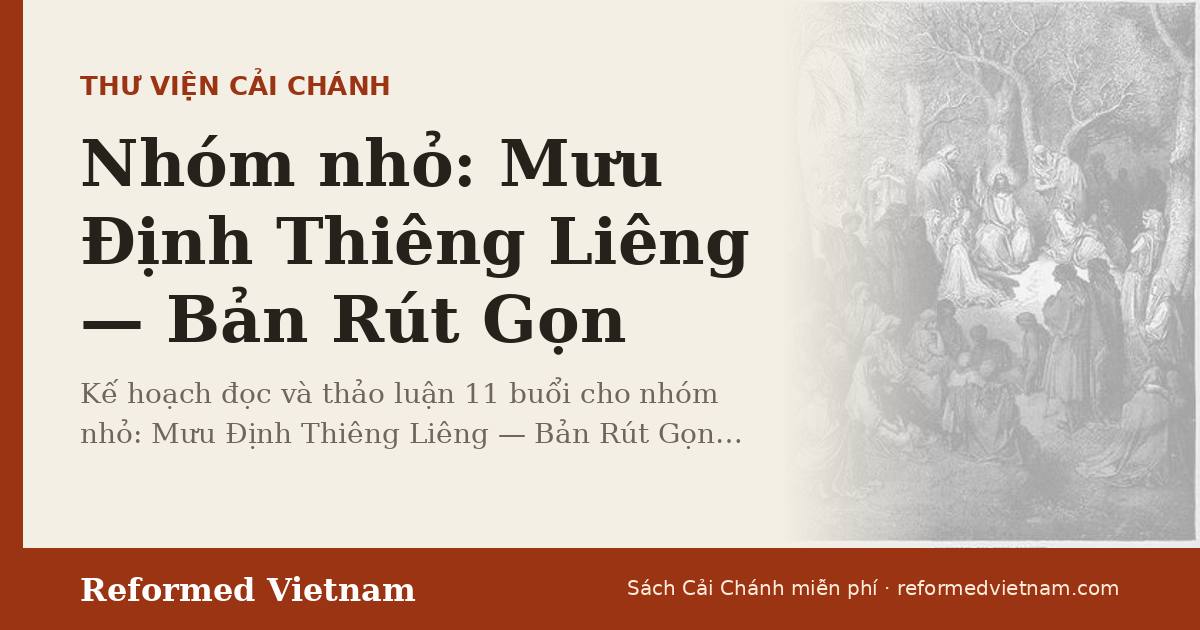 THƯ VIỆN CẢI CHÁNH
Nhóm nhỏ: Mưu
Định Thiêng Liêng
— Bản Rút Gọn
Kế hoạch đọc và thảo luận 11 buổi cho nhóm
nhỏ: Mưu Định Thiêng Liêng — Bản Rút Gọn…
Reformed Vietnam
Sách Cải Chánh miễn phí · reformedvietnam.com